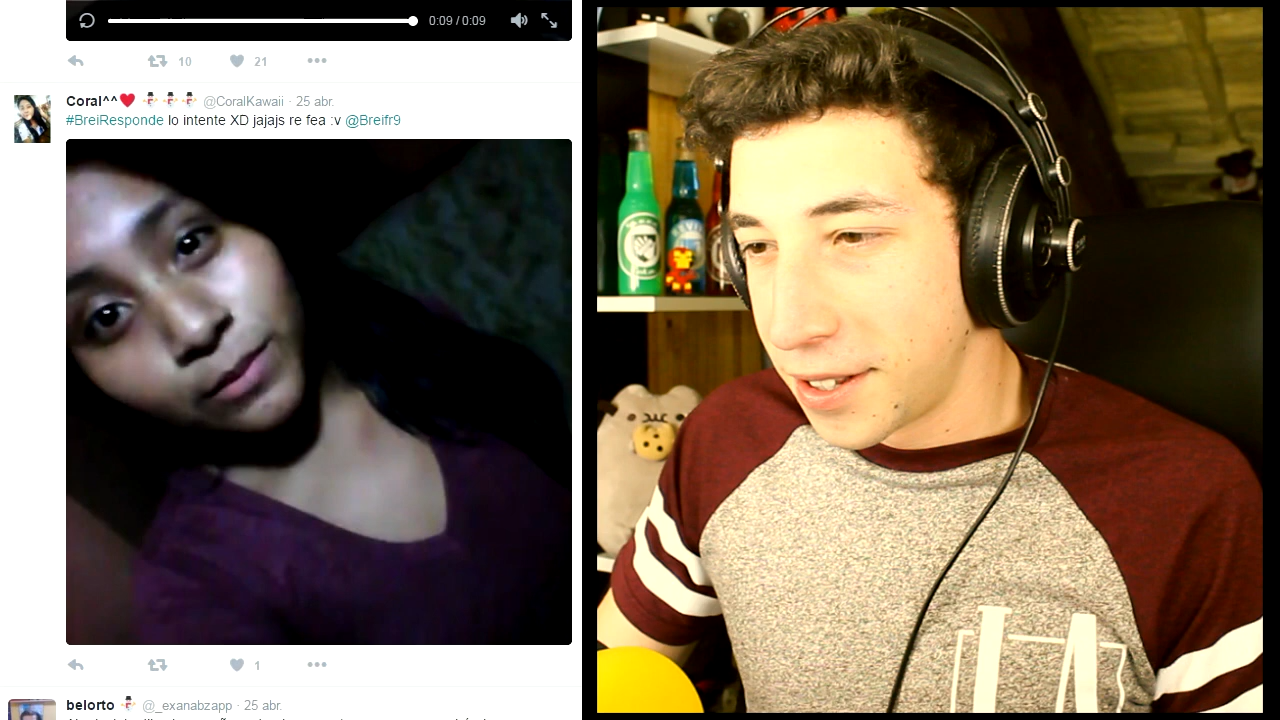 0:09 / 0:09
10
21
Coral^^❤️ ⛄⛄⛄ @CoralKawaii · 25 abr.
#BreiResponde lo intente XD jajajs re fea :v @Breifr9
1
belorto ⛄ @_exanabzapp · 25 abr.